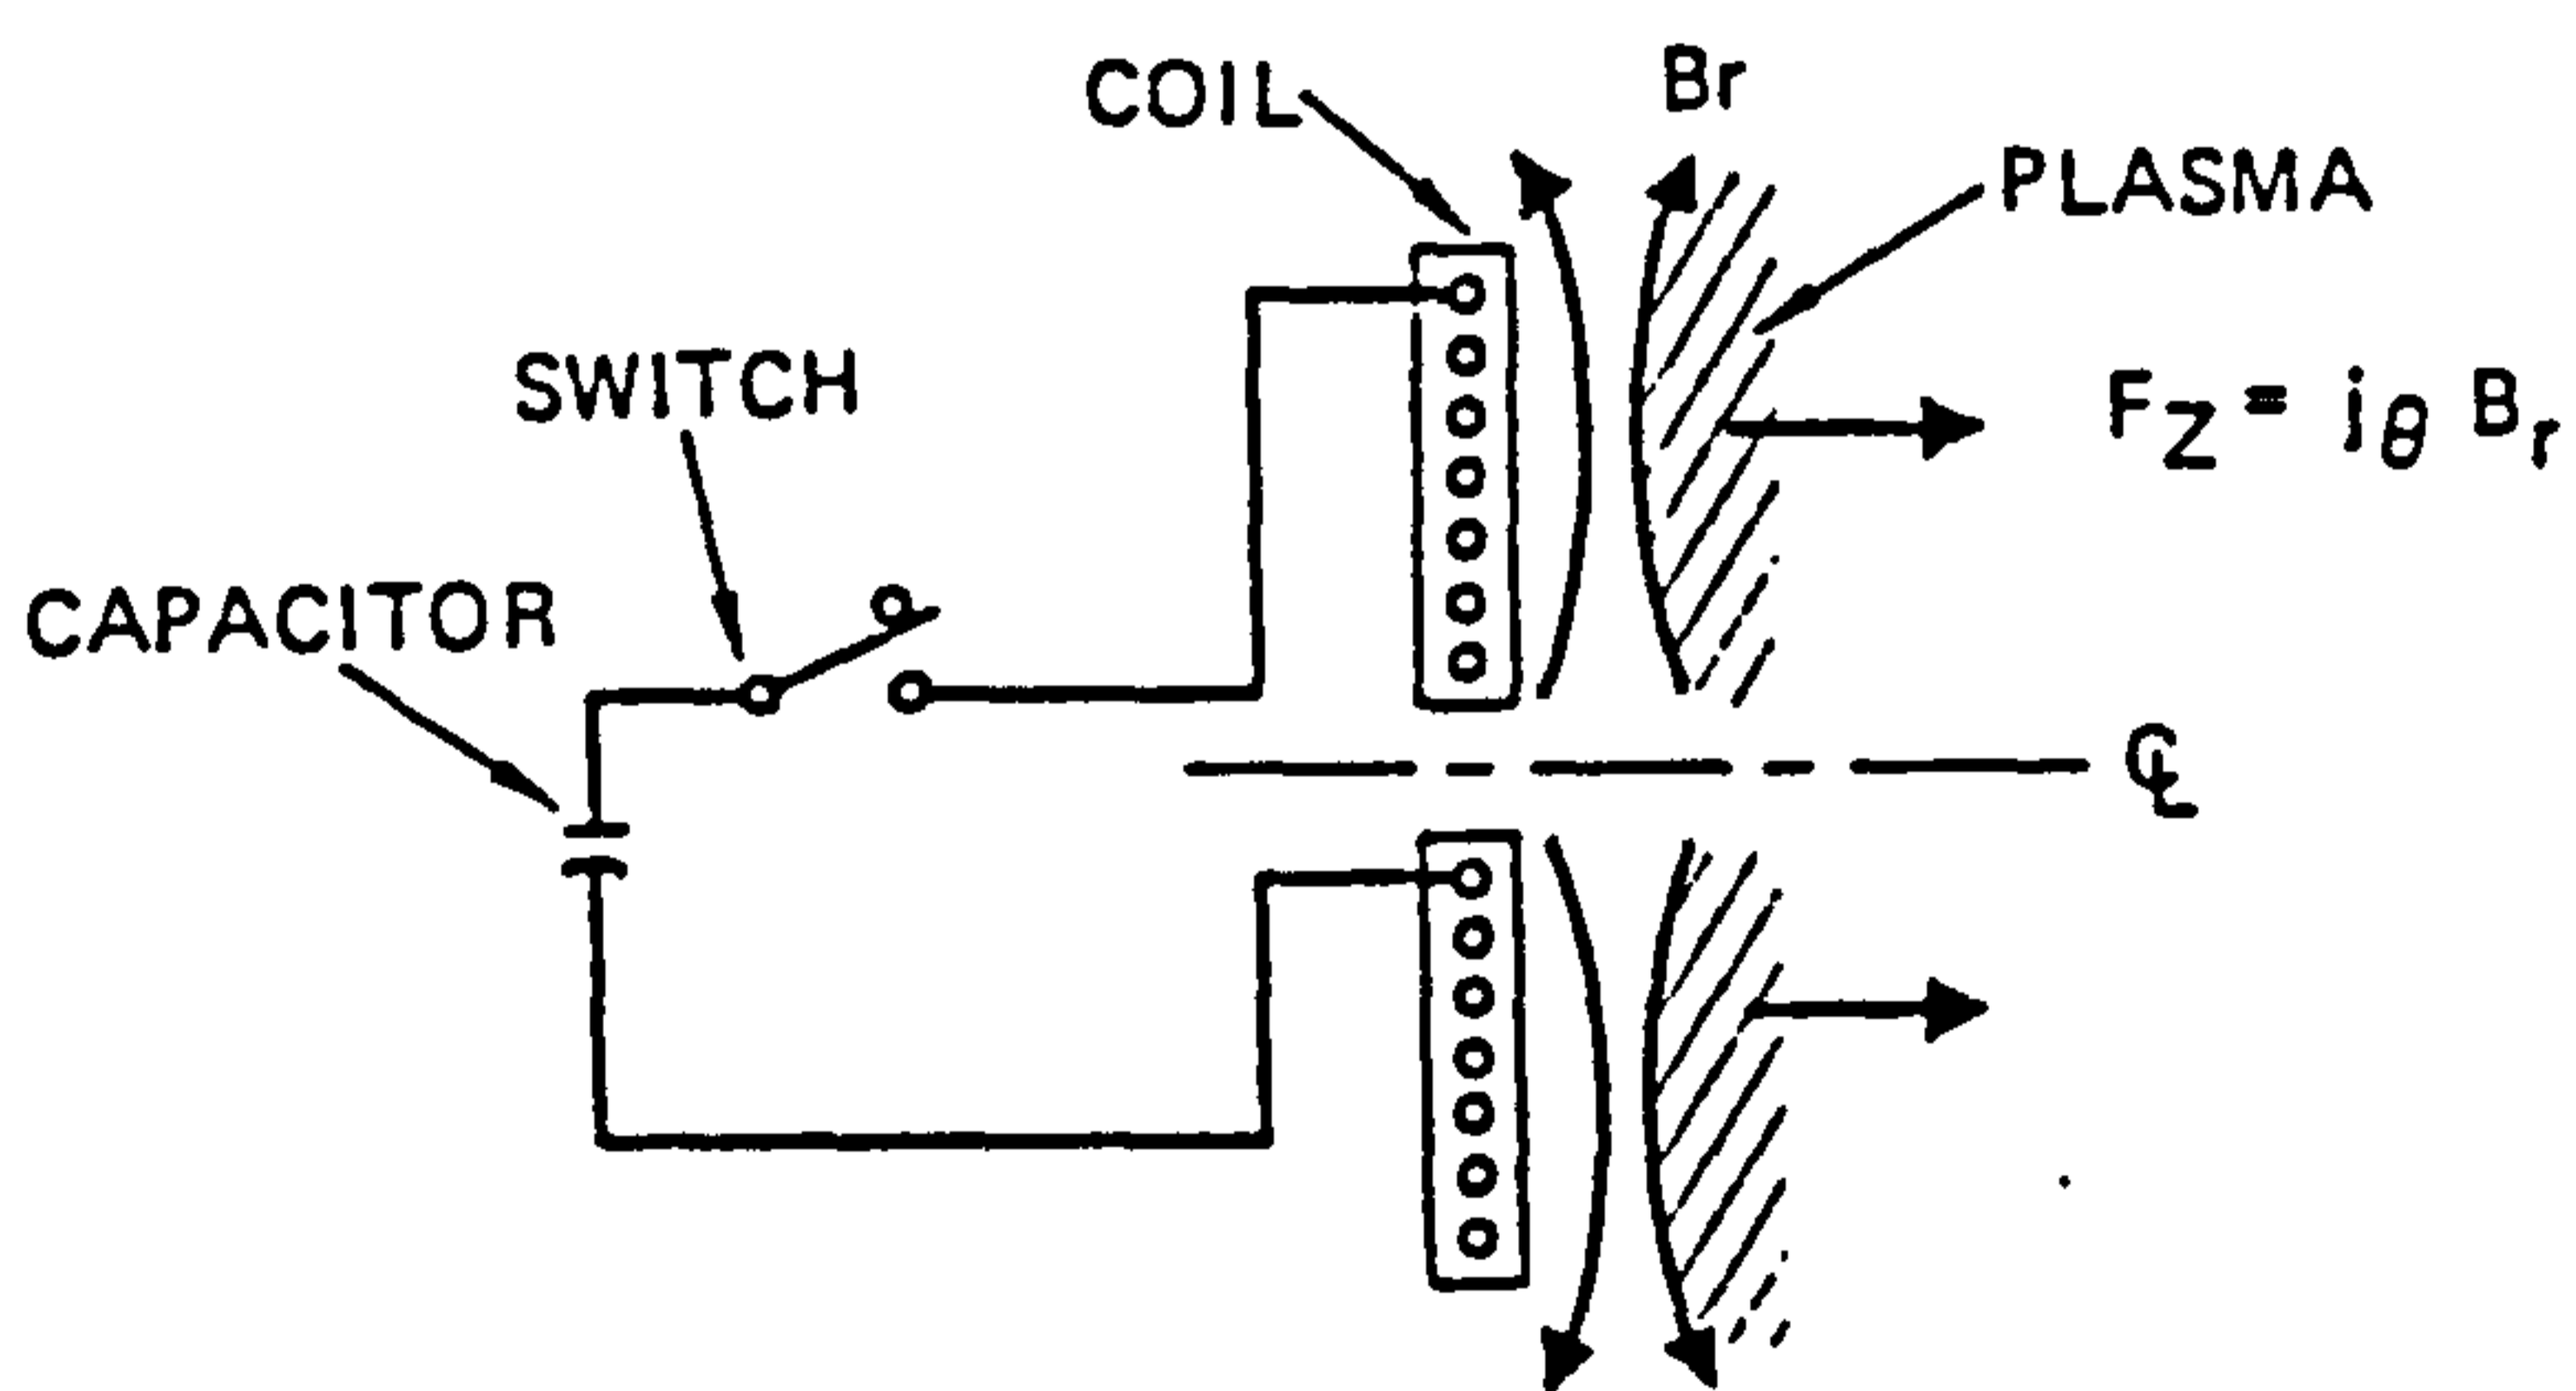 COIL
Br
PLASMA
SWITCH
F_Z = i_θ B_r
CAPACITOR
℄